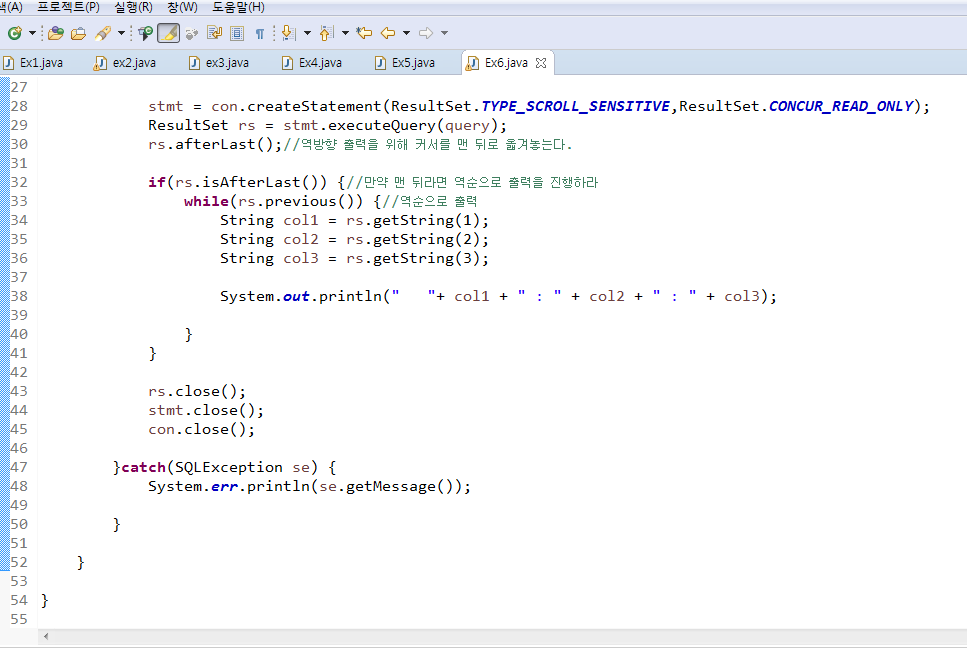 색(A) 프로젝트(P) 실행(R) 창(W) 도움말(H)
Ex1.java ex2.java ex3.java Ex4.java Ex5.java Ex6.java
27
28 stmt = con.createStatement(ResultSet.TYPE_SCROLL_SENSITIVE,ResultSet.CONCUR_READ_ONLY);
29 ResultSet rs = stmt.executeQuery(query);
30 rs.afterLast();//역방향 출력을 위해 커서를 맨 뒤로 옮겨놓는다.
31
32 if(rs.isAfterLast()) {//만약 맨 뒤라면 역순으로 출력을 진행하라
33 while(rs.previous()) {//역순으로 출력
34 String col1 = rs.getString(1);
35 String col2 = rs.getString(2);
36 String col3 = rs.getString(3);
37
38 System.out.println("   "+ col1 + " : " + col2 + " : " + col3);
39
40 }
41 }
42
43 rs.close();
44 stmt.close();
45 con.close();
46
47 }catch(SQLException se) {
48 System.err.println(se.getMessage());
49
50 }
51
52 }
53
54 }
55